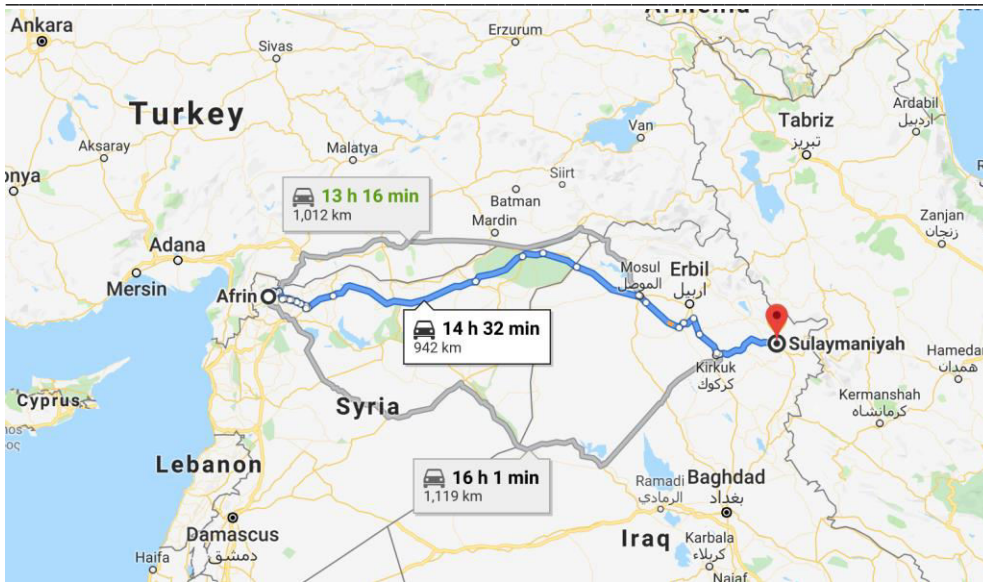 Ankara
Sivas
Erzurum
Armenia
Turkey
Tabriz
تبریز
Ardabil
اردبیل
Aksaray
Malatya
Van
onya
13 h 16 min
1,012 km
Siirt
Batman
Mardin
Zanjan
زنجان
Adana
Mersin
Afrin
Mosul
الموصل
Erbil
اربيل
14 h 32 min
942 km
Sulaymaniyah
Kirkuk
كركوك
Hamedan
همدان
Cyprus
Syria
Kermanshah
کرمانشاه
Lebanon
16 h 1 min
1,119 km
Ramadi
الرمادي
Baghdad
بغداد
Damascus
دمشق
Iraq
Karbala
كربلاء
Haifa
Najaf